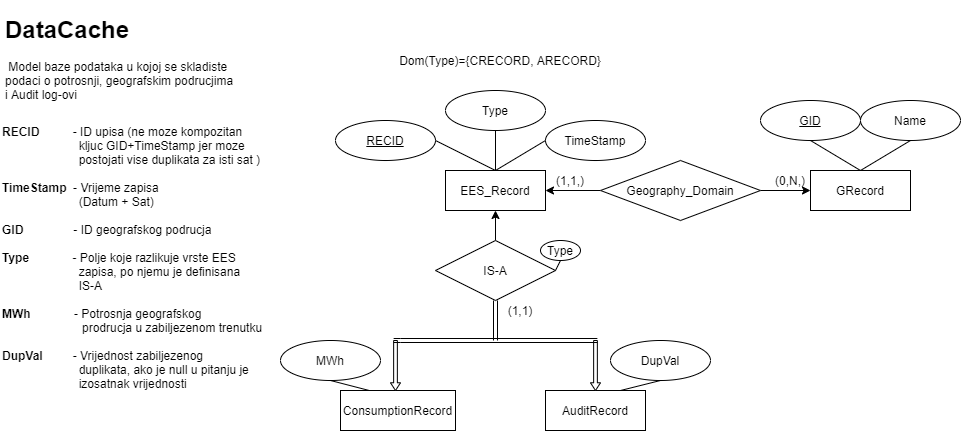 DataCache
Model baze podataka u kojoj se skladiste
podaci o potrosnji, geografskim podrucjima
i Audit log-ovi
RECID - ID upisa (ne moze kompozitan
kljuc GID+TimeStamp jer moze
postojati vise duplikata za isti sat )
TimeStamp - Vrijeme zapisa
(Datum + Sat)
GID - ID geografskog podrucja
Type - Polje koje razlikuje vrste EES
zapisa, po njemu je definisana
IS-A
MWh - Potrosnja geografskog
prodrucja u zabiljezenom trenutku
DupVal - Vrijednost zabiljezenog
duplikata, ako je null u pitanju je
izosatnak vrijednosti
Dom(Type)={CRECORD, ARECORD}
Type
RECID
TimeStamp
GID
Name
EES_Record
(1,1,)
Geography_Domain
(0,N,)
GRecord
Type
IS-A
(1,1)
MWh
DupVal
ConsumptionRecord
AuditRecord